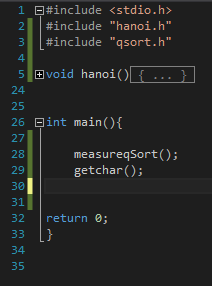 1 #include <stdio.h>
2 #include "hanoi.h"
3 #include "qsort.h"
4
5 void hanoi() { ... }
24
25
26 int main(){
27
28 measureqSort();
29 getchar();
30
31
32 return 0;
33 }
34
35